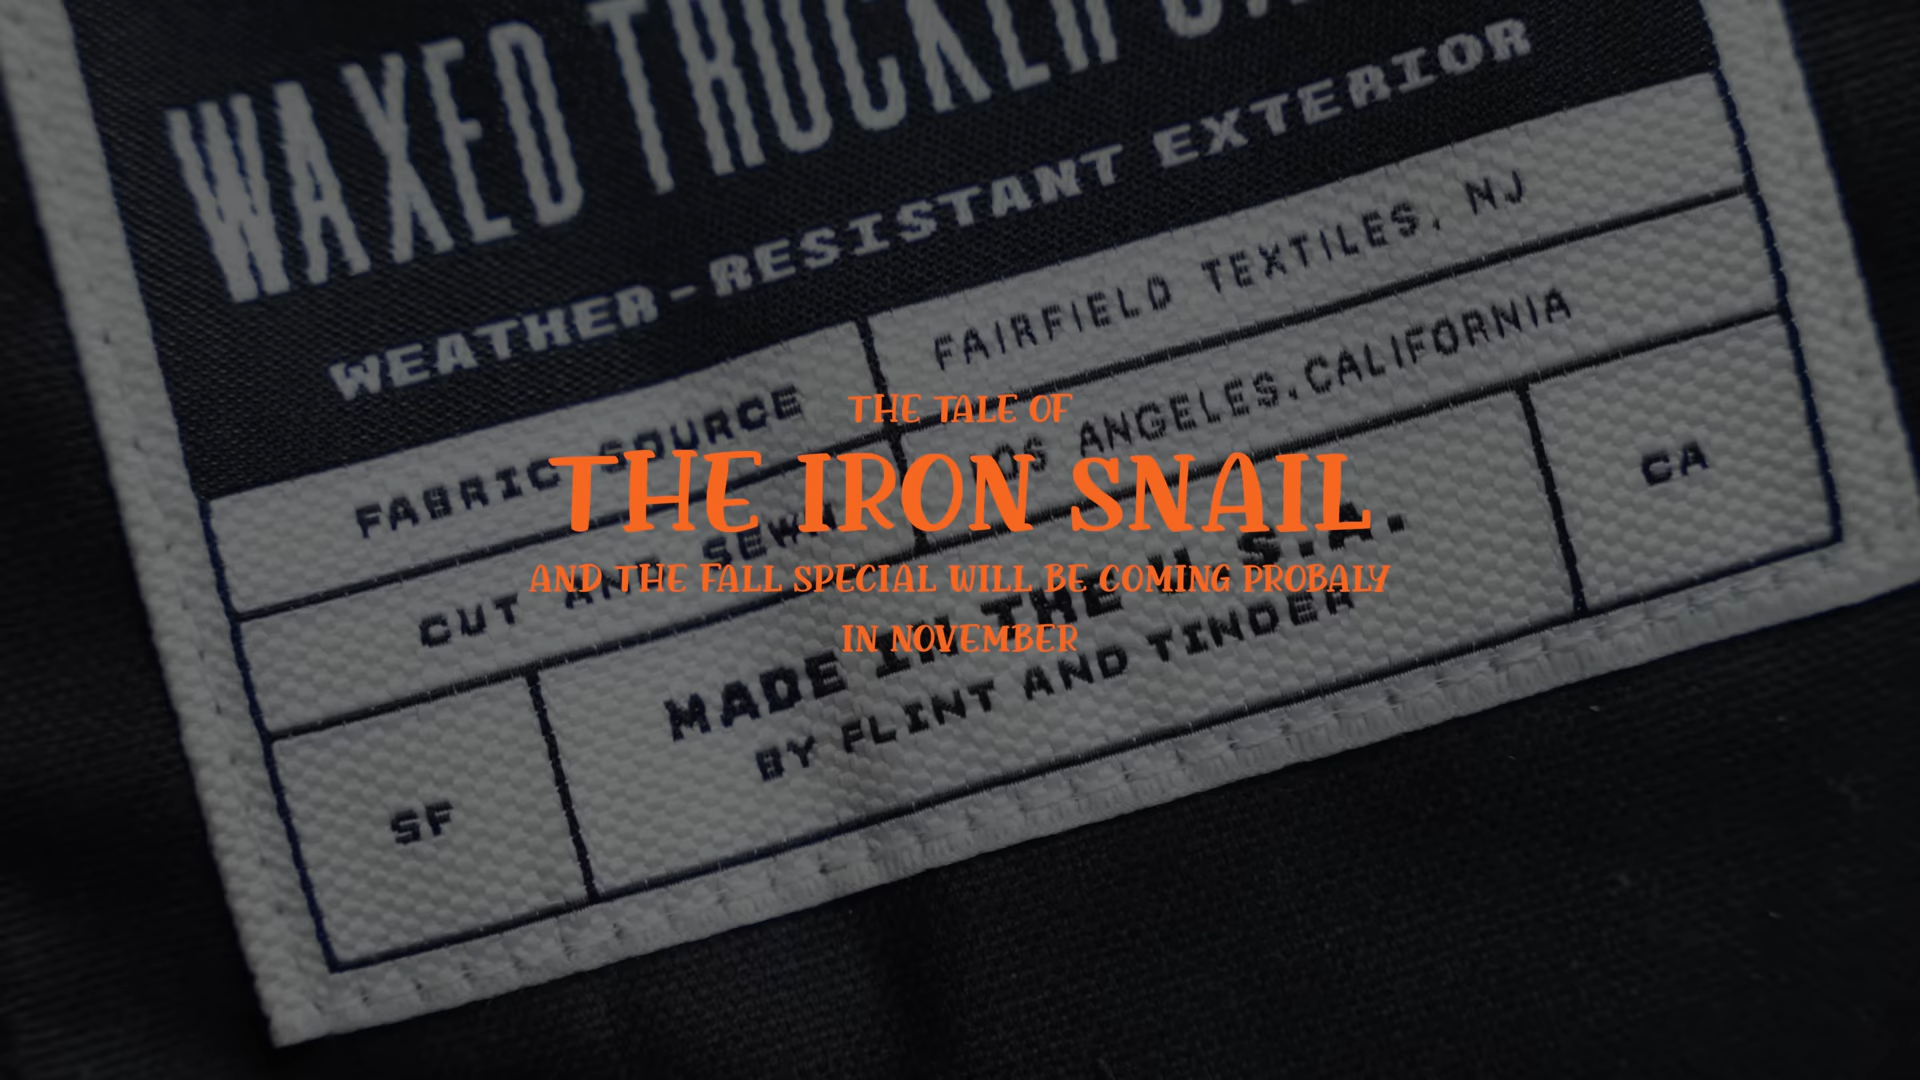 WAXED TRUCKER
WEATHER-RESISTANT EXTERIOR
FABRIC SOURCE
FAIRFIELD TEXTILES, NJ
CUT AND SEWN
LOS ANGELES, CALIFORNIA
SF
MADE IN THE U.S.A.
BY FLINT AND TINDER
CA
THE TALE OF
THE IRON SNAIL
AND THE FALL SPECIAL WILL BE COMING PROBALY
IN NOVEMBER